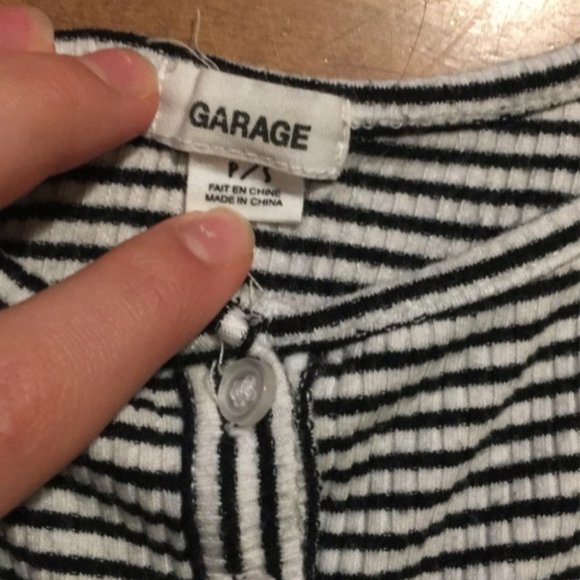 GARAGE
P/S
FAIT EN CHINE
MADE IN CHINA